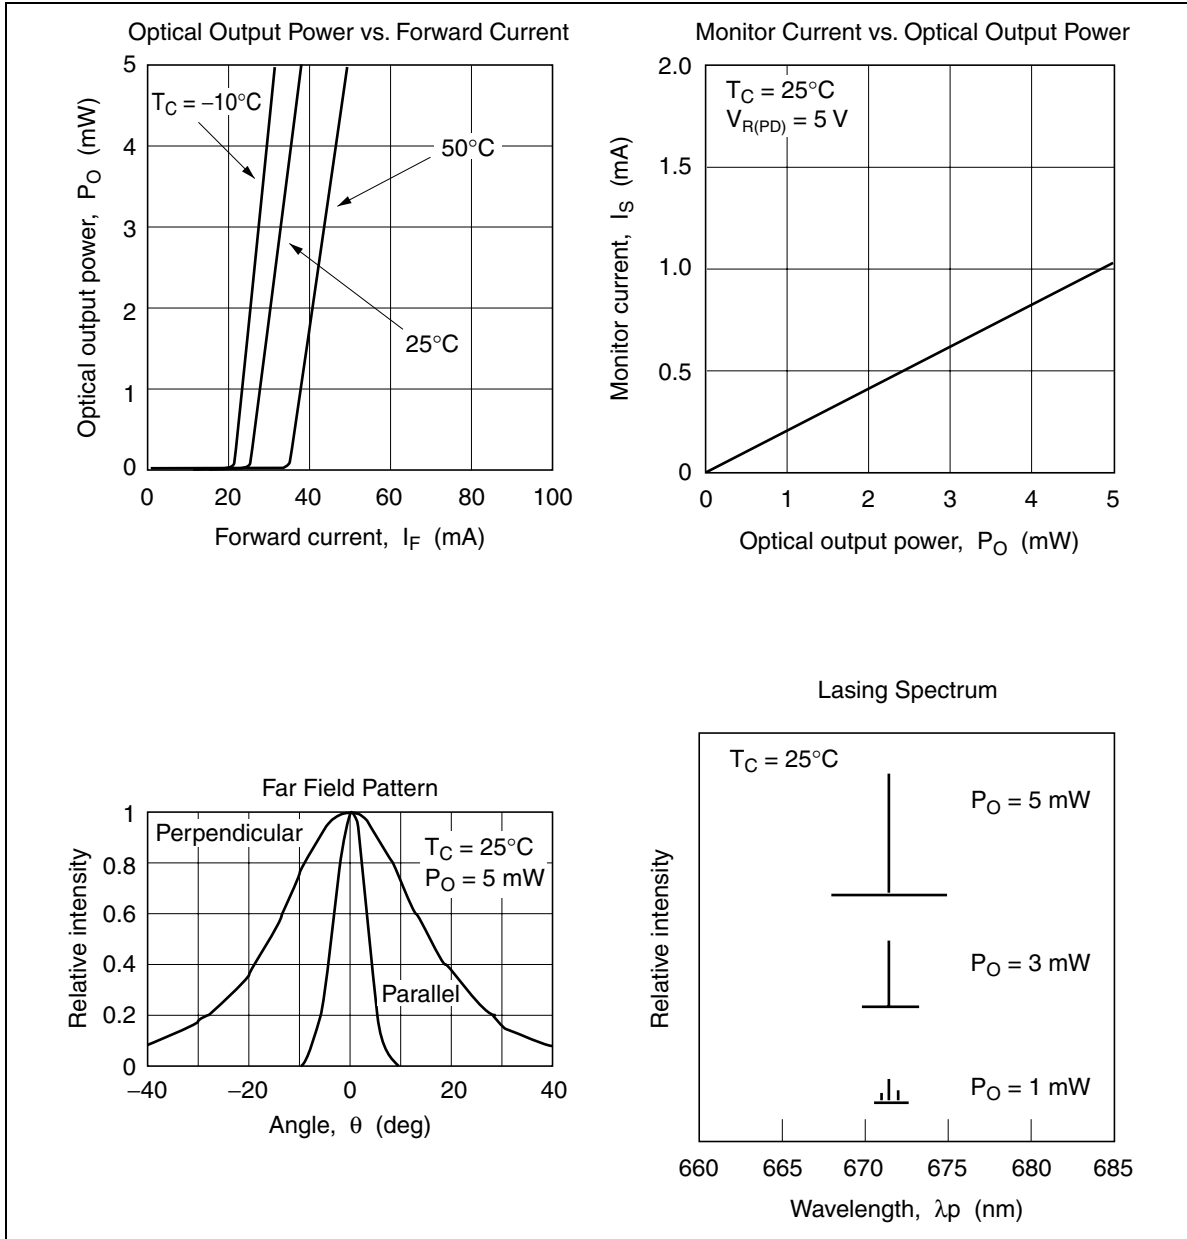 Optical Output Power vs. Forward Current
5
4
3
2
1
0
Optical output power, P_O (mW)
T_C = –10°C
50°C
25°C
0 20 40 60 80 100
Forward current, I_F (mA)
Monitor Current vs. Optical Output Power
2.0
1.5
1.0
0.5
0
Monitor current, I_S (mA)
T_C = 25°C
V_R(PD) = 5 V
0 1 2 3 4 5
Optical output power, P_O (mW)
Far Field Pattern
1
0.8
0.6
0.4
0.2
0
Relative intensity
Perpendicular
T_C = 25°C
P_O = 5 mW
Parallel
–40 –20 0 20 40
Angle, θ (deg)
Lasing Spectrum
Relative intensity
T_C = 25°C
P_O = 5 mW
P_O = 3 mW
P_O = 1 mW
660 665 670 675 680 685
Wavelength, λp (nm)